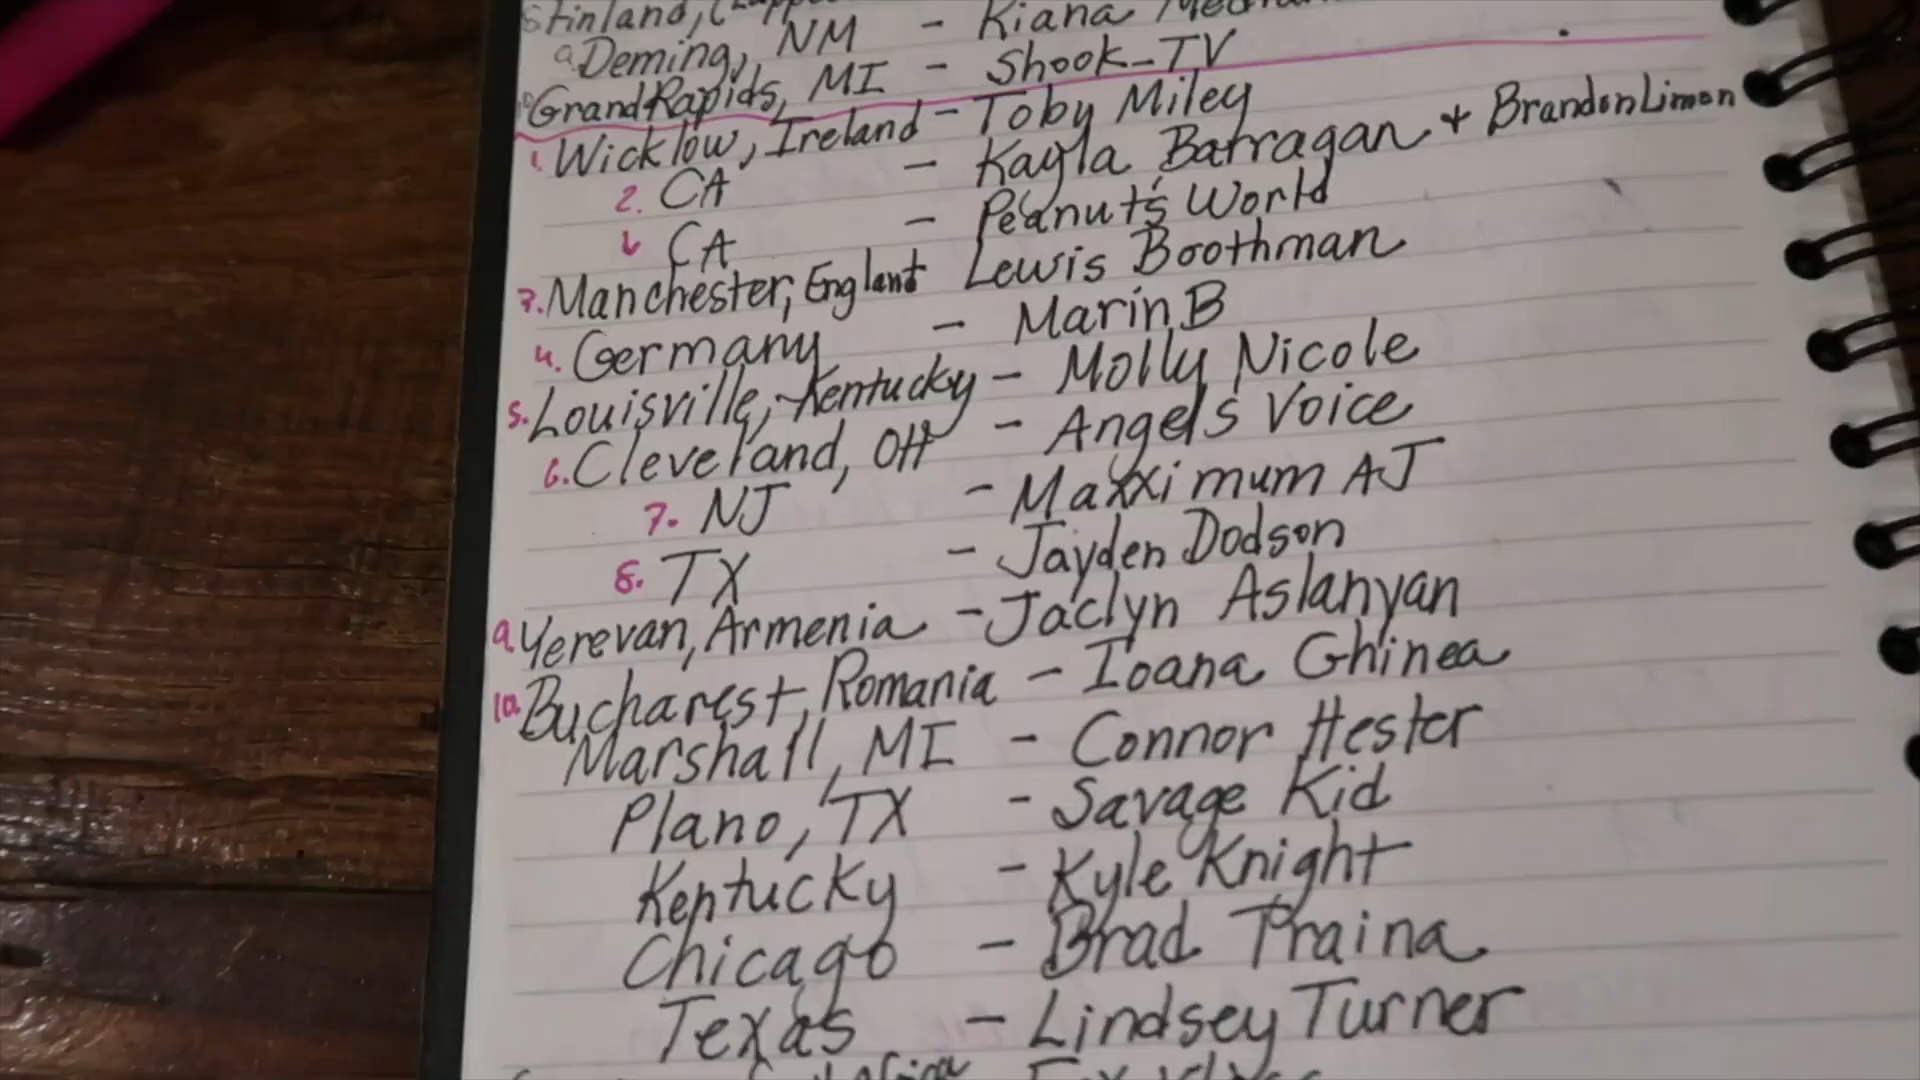 Finland,
9. Deming, NM - Kiana
10. Grand Rapids, MI - Shook-TV
1. Wicklow, Ireland - Toby Miley
2. CA - Kayla Barragan + Brandon Limon
CA - Peanut's World
3. Manchester, England Lewis Boothman
4. Germany - Marin B
5. Louisville, Kentucky - Molly Nicole
6. Cleveland, OH - Angels Voice
7. NJ - Maxximum AJ
8. TX - Jayden Dodson
9. Yerevan, Armenia - Jaclyn Aslanyan
10. Bucharest, Romania - Ioana Ghinea
Marshall, MI - Connor Hester
Plano, TX - Savage Kid
Kentucky - Kyle Knight
Chicago - Brad Traina
Texas - Lindsey Turner